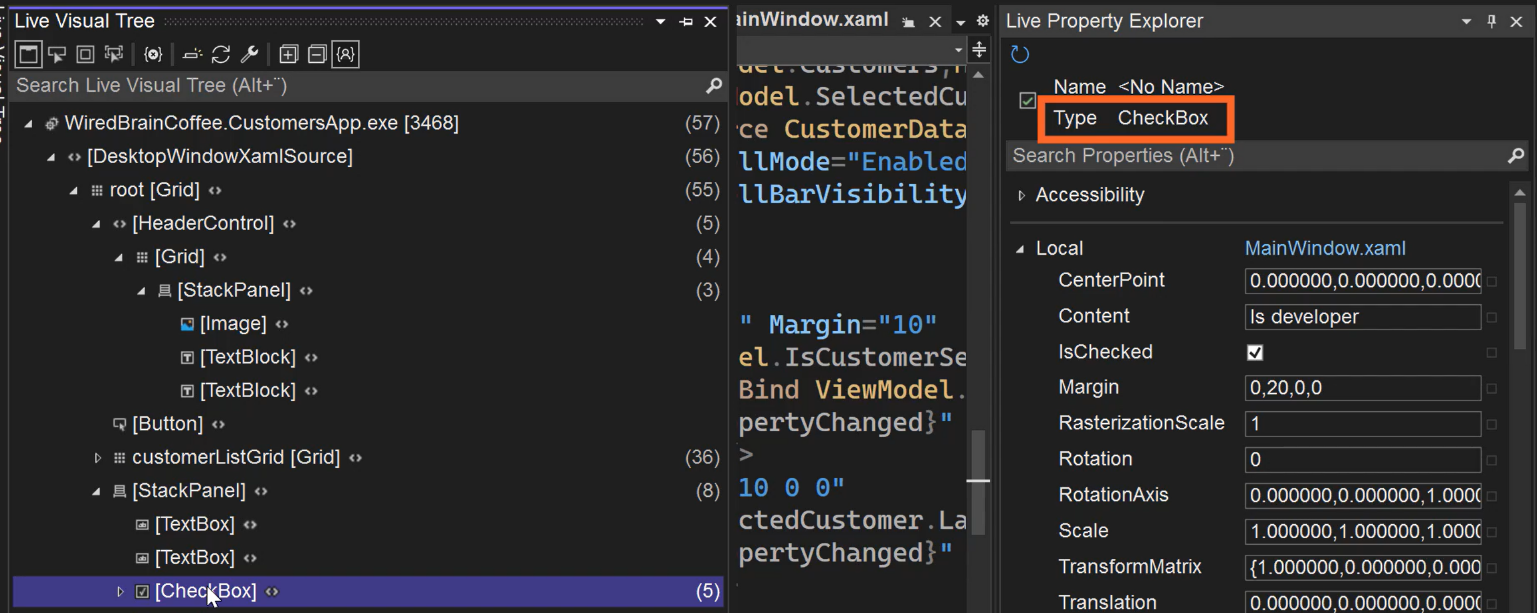 Live Visual Tree
Search Live Visual Tree (Alt+¨)
WiredBrainCoffee.CustomersApp.exe [3468] (57)
[DesktopWindowXamlSource] (56)
root [Grid] (55)
[HeaderControl] (5)
[Grid] (4)
[StackPanel] (3)
[Image]
[TextBlock]
[TextBlock]
[Button]
customerListGrid [Grid] (36)
[StackPanel] (8)
[TextBox]
[TextBox]
[CheckBox] (5)
ainWindow.xaml
del.Customers,
odel.SelectedCu
ce CustomerData
llMode="Enabled
llBarVisibility
" Margin="10"
el.IsCustomerSe
Bind ViewModel.
pertyChanged}"
>
10 0 0"
ctedCustomer.La
pertyChanged}"
Live Property Explorer
Name <No Name>
Type CheckBox
Search Properties (Alt+¨)
Accessibility
Local MainWindow.xaml
CenterPoint 0.000000,0.000000,0.0000
Content Is developer
IsChecked
Margin 0,20,0,0
RasterizationScale 1
Rotation 0
RotationAxis 0.000000,0.000000,1.0000
Scale 1.000000,1.000000,1.0000
TransformMatrix {1.000000,0.000000,0.000
Translation 0.000000,0.000000,0.0000